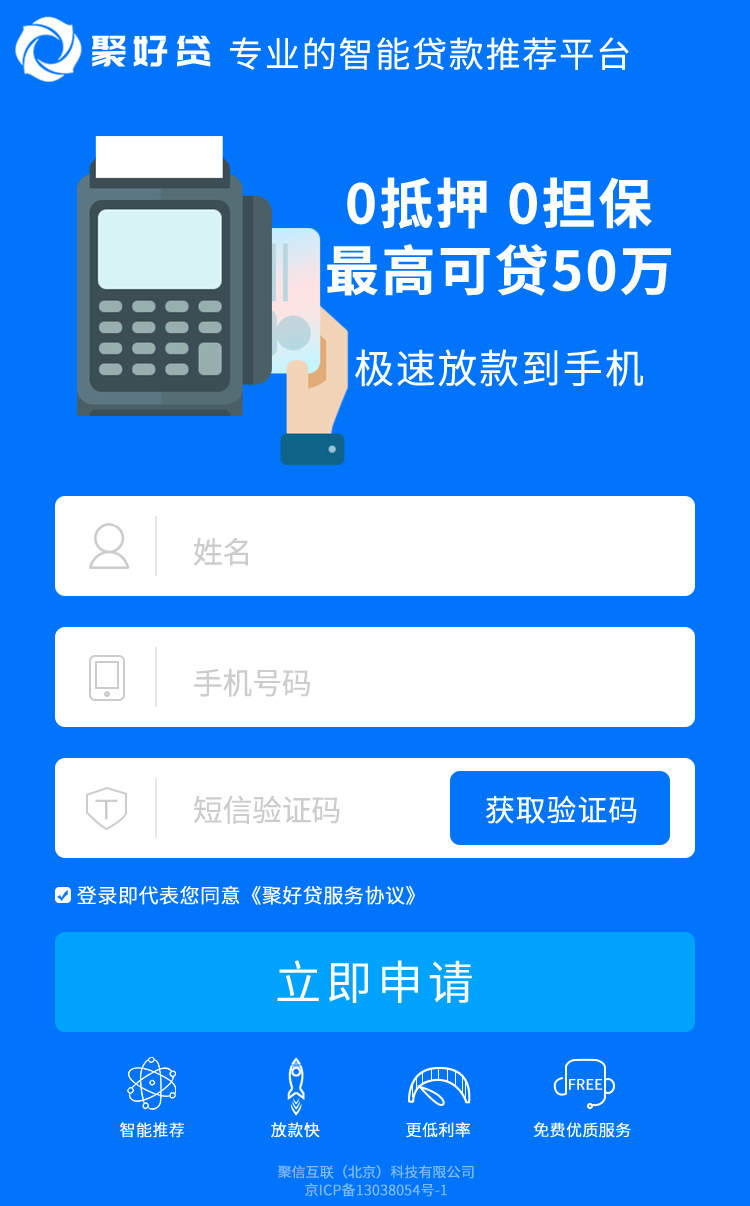 聚好贷 专业的智能贷款推荐平台
0抵押 0担保
最高可贷50万
极速放款到手机
姓名
手机号码
短信验证码 获取验证码
登录即代表您同意《聚好贷服务协议》
立即申请
FREE
智能推荐 放款快 更低利率 免费优质服务
聚信互联（北京）科技有限公司
京ICP备13038054号-1